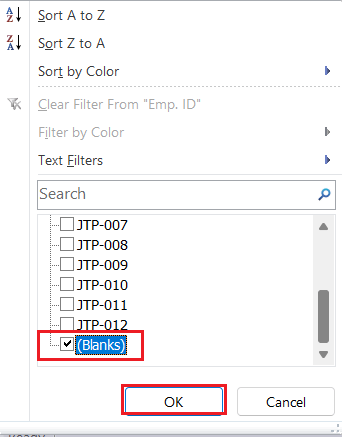 Sort A to Z
Sort Z to A
Sort by Color
Clear Filter From "Emp. ID"
Filter by Color
Text Filters
Search
JTP-007
JTP-008
JTP-009
JTP-010
JTP-011
JTP-012
(Blanks)
OK
Cancel